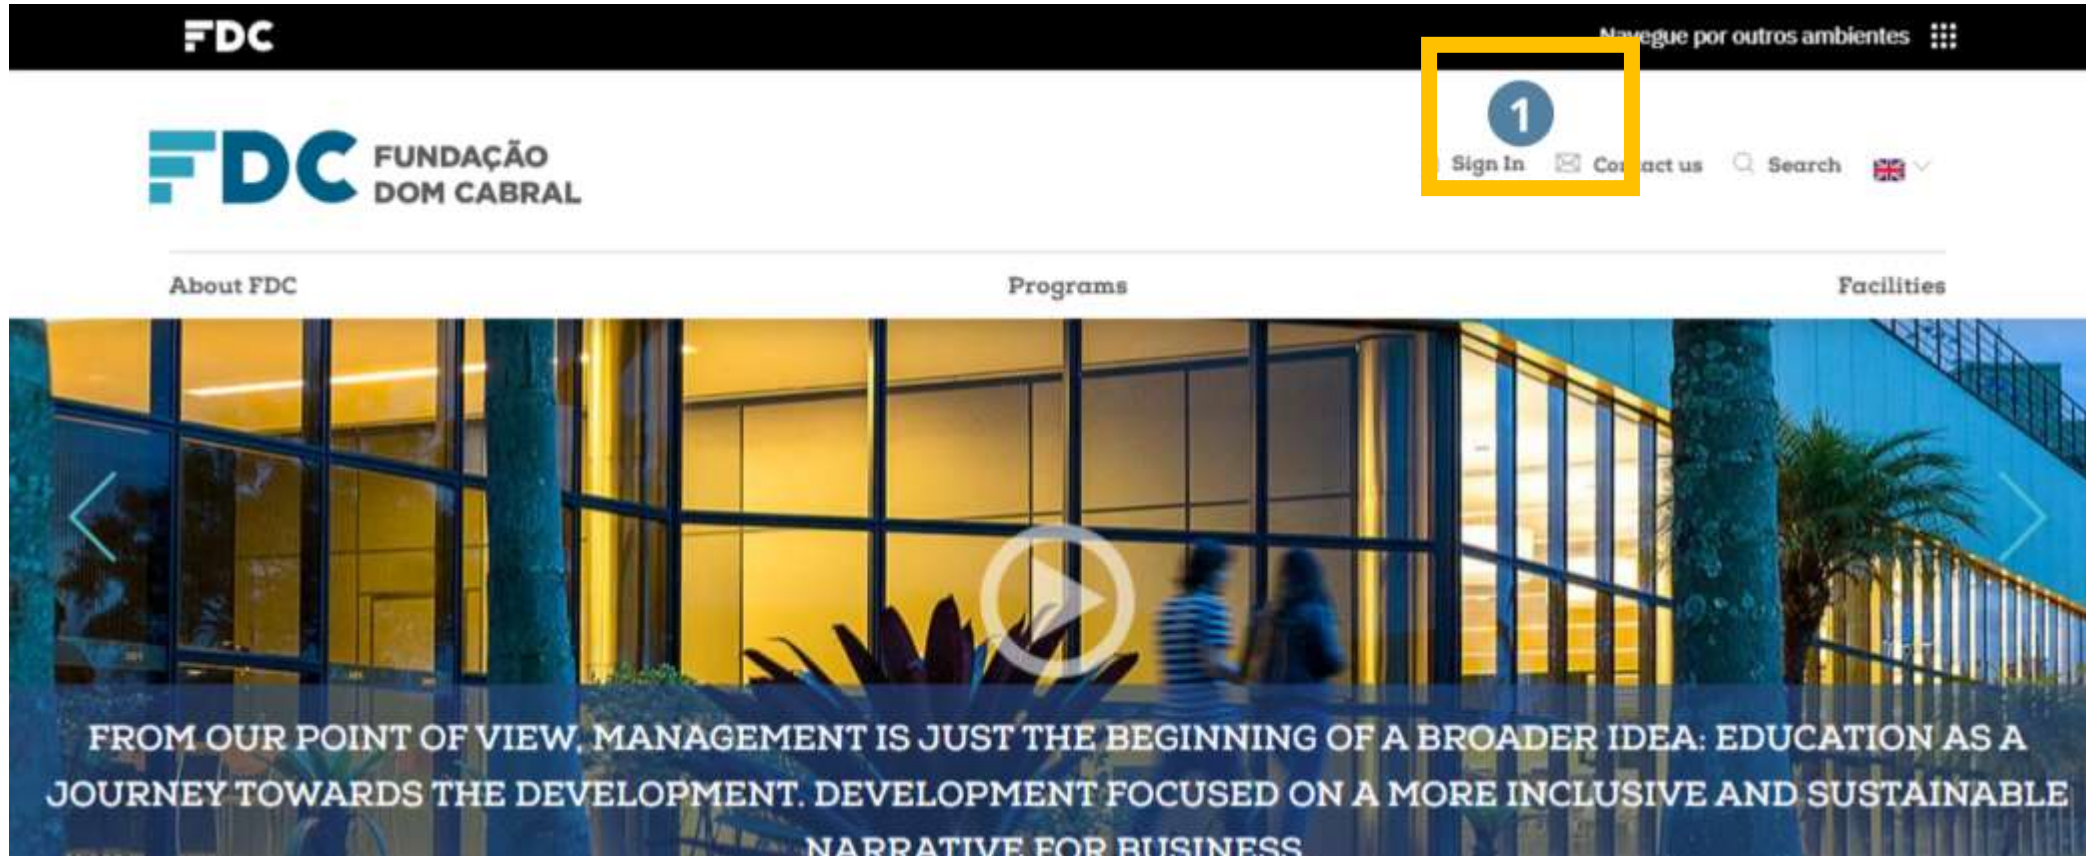 FDC
Navegue por outros ambientes
1
FDC FUNDAÇÃO
DOM CABRAL
Sign In Contact us Search
About FDC Programs Facilities
FROM OUR POINT OF VIEW, MANAGEMENT IS JUST THE BEGINNING OF A BROADER IDEA: EDUCATION AS A
JOURNEY TOWARDS THE DEVELOPMENT. DEVELOPMENT FOCUSED ON A MORE INCLUSIVE AND SUSTAINABLE
NARRATIVE FOR BUSINESS